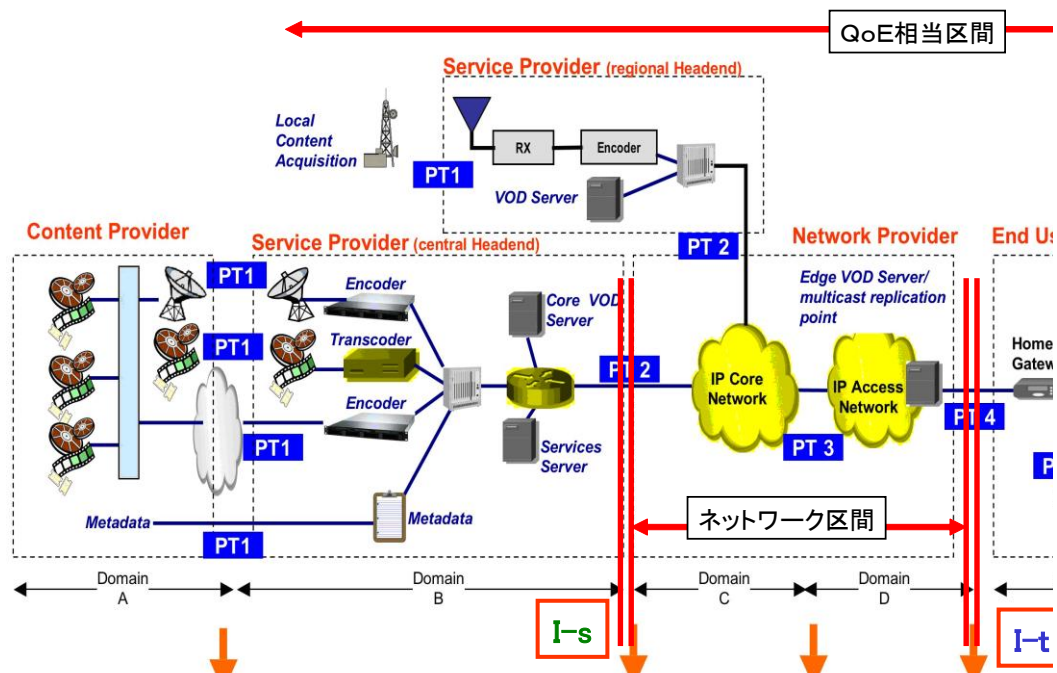 QoE相当区間
Service Provider (regional Headend)
Local
Content
Acquisition
RX
Encoder
PT1
VOD Server
Content Provider
Service Provider (central Headend)
PT 2
Network Provider
End Us
PT1
Encoder
Core VOD
Server
Edge VOD Server/
multicast replication
point
PT1
Transcoder
Home
Gatew
PT 2
IP Core
Network
IP Access
Network
Encoder
PT 4
PT1
Services
Server
PT 3
P
Metadata
Metadata
ネットワーク区間
PT1
Domain
A
Domain
B
Domain
C
Domain
D
I-s
I-t